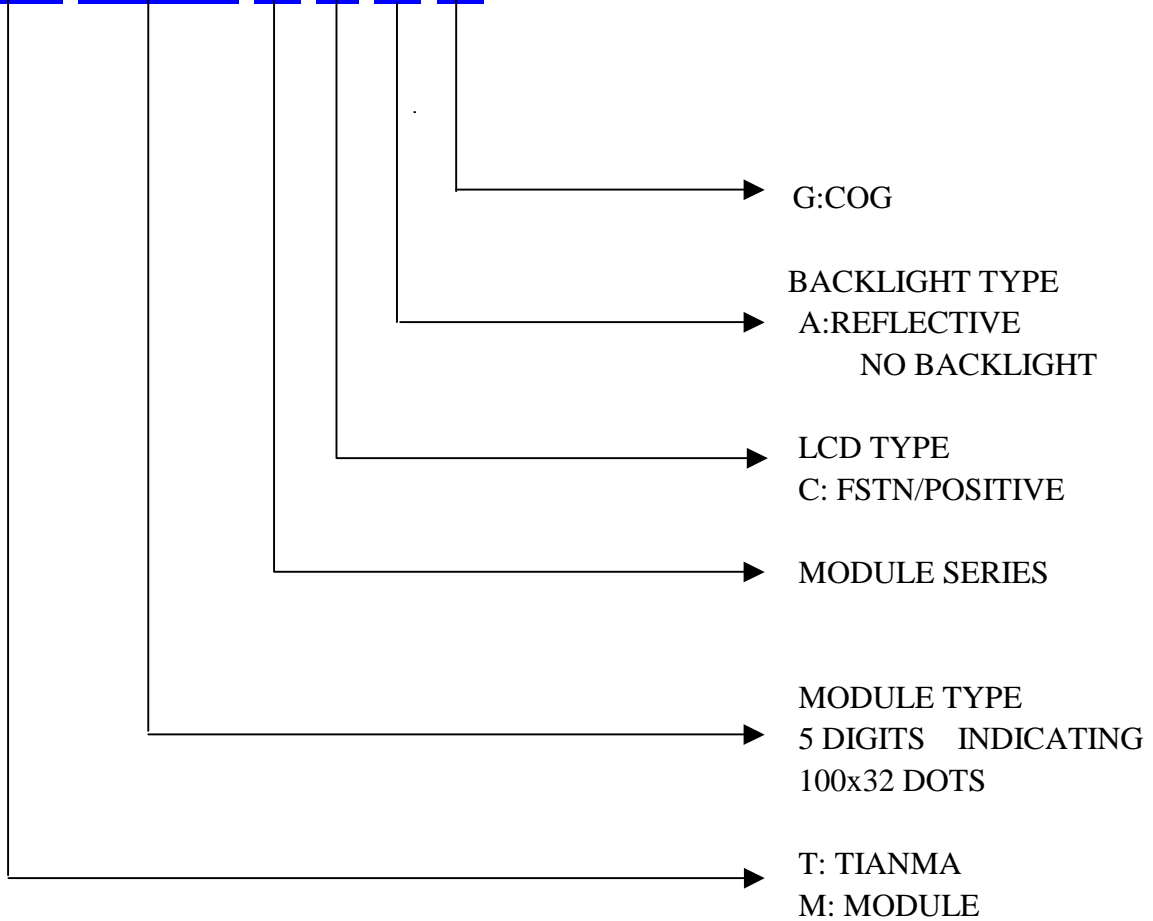 G:COG
BACKLIGHT TYPE
A:REFLECTIVE
NO BACKLIGHT
LCD TYPE
C: FSTN/POSITIVE
MODULE SERIES
MODULE TYPE
5 DIGITS INDICATING
100x32 DOTS
T: TIANMA
M: MODULE